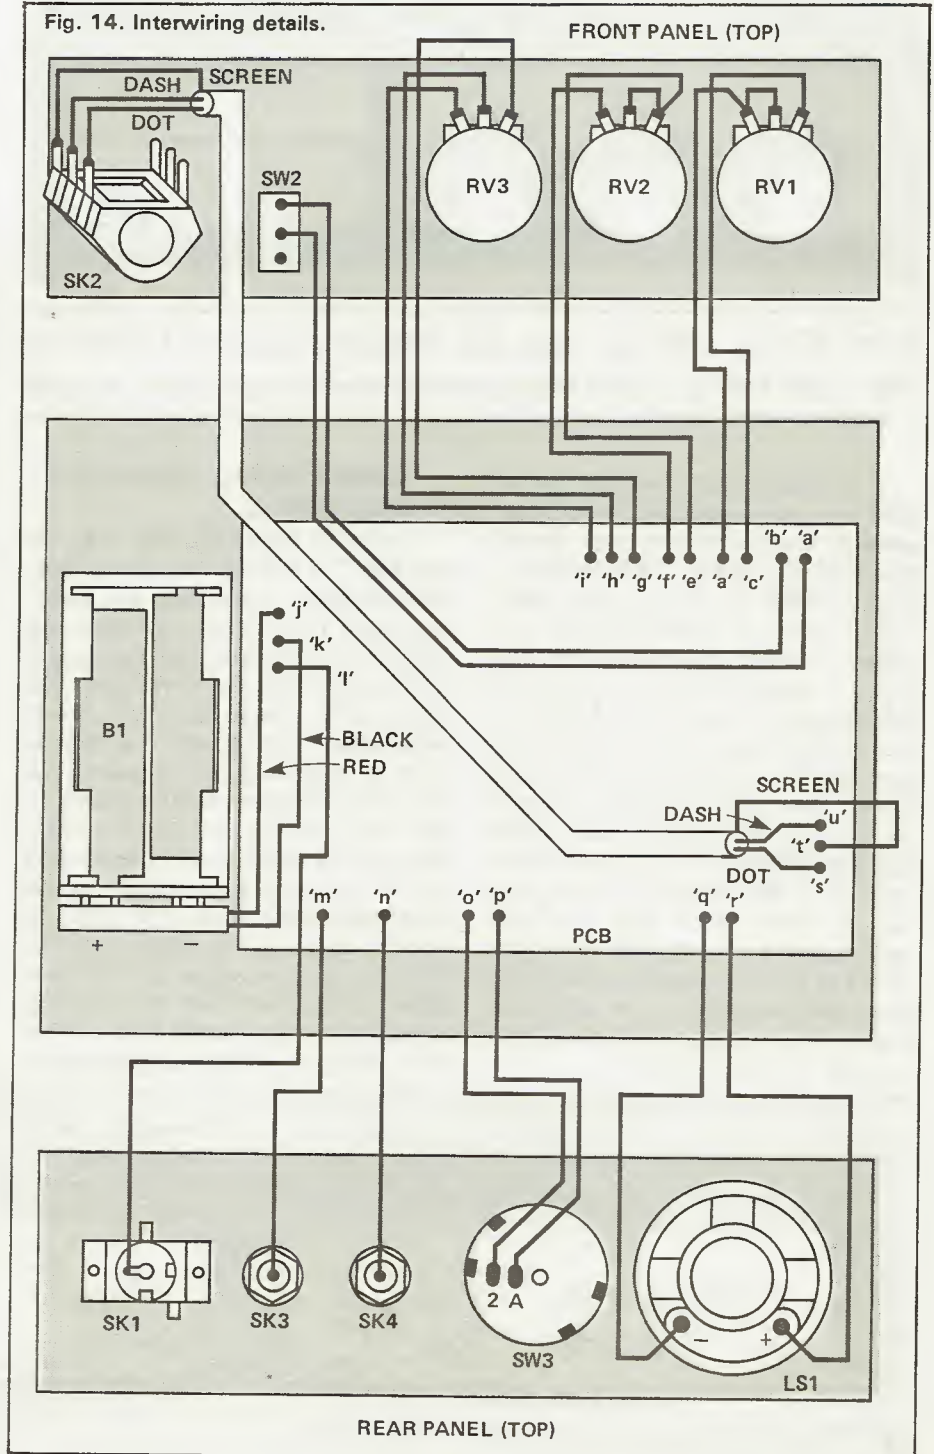 Fig. 14. Interwiring details.
FRONT PANEL (TOP)
SCREEN
DASH
DOT
SW2
SK2
RV3
RV2
RV1
'b' 'a'
'i' 'h' 'g' 'f' 'e' 'a' 'c'
'j'
'k'
'l'
B1
BLACK
RED
SCREEN
DASH
'u'
't'
DOT
's'
'm' 'n' 'o' 'p' 'q' 'r'
+ −
PCB
2 A
SK1
SK3
SK4
SW3
− +
LS1
REAR PANEL (TOP)